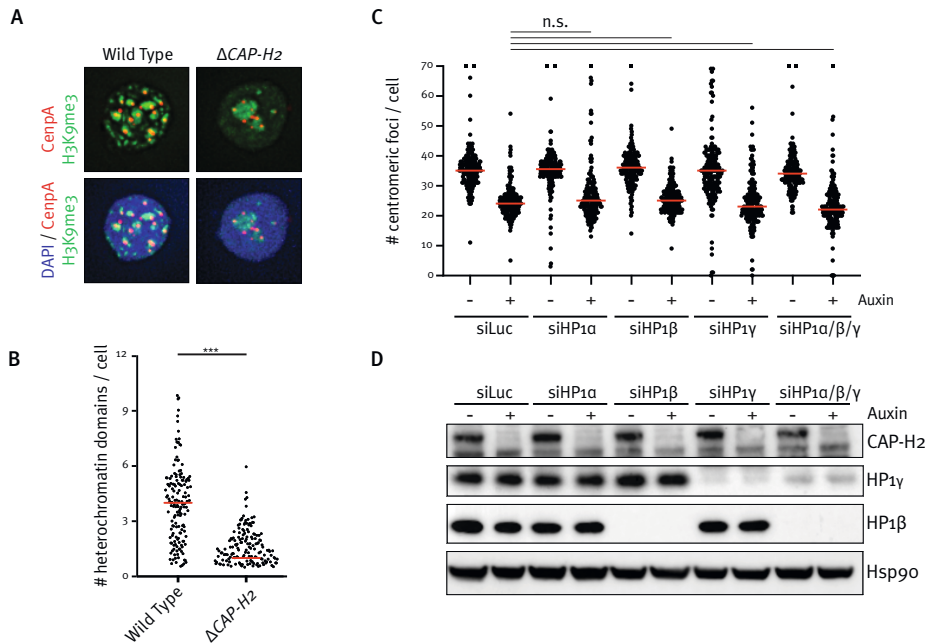 A
Wild Type
ΔCAP-H2
CenpA
H3K9me3
DAPI / CenpA
H3K9me3
B
# heterochromatin domains / cell
12
9
6
3
0
***
Wild Type
ΔCAP-H2
C
n.s.
# centromeric foci / cell
70
60
50
40
30
20
10
0
- + - + - + - + - +
Auxin
siLuc siHP1α siHP1β siHP1γ siHP1α/β/γ
D
siLuc siHP1α siHP1β siHP1γ siHP1α/β/γ
- + - + - + - + - +
Auxin
CAP-H2
HP1γ
HP1β
Hsp90